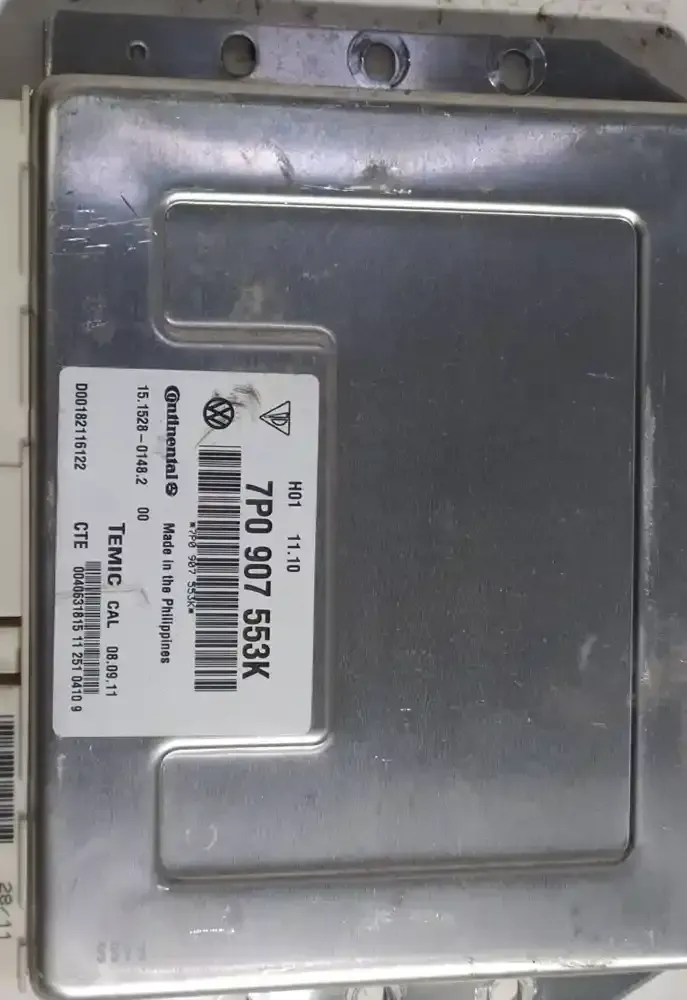 H01 11.10
7P0 907 553K
*7P0 907 553K*
Continental
Made in the Philippines
15.1528-0148.2 00
TEMIC CAL 08.09.11
D00182116122
CTE 0040631815 11 251 0410 9
28/11